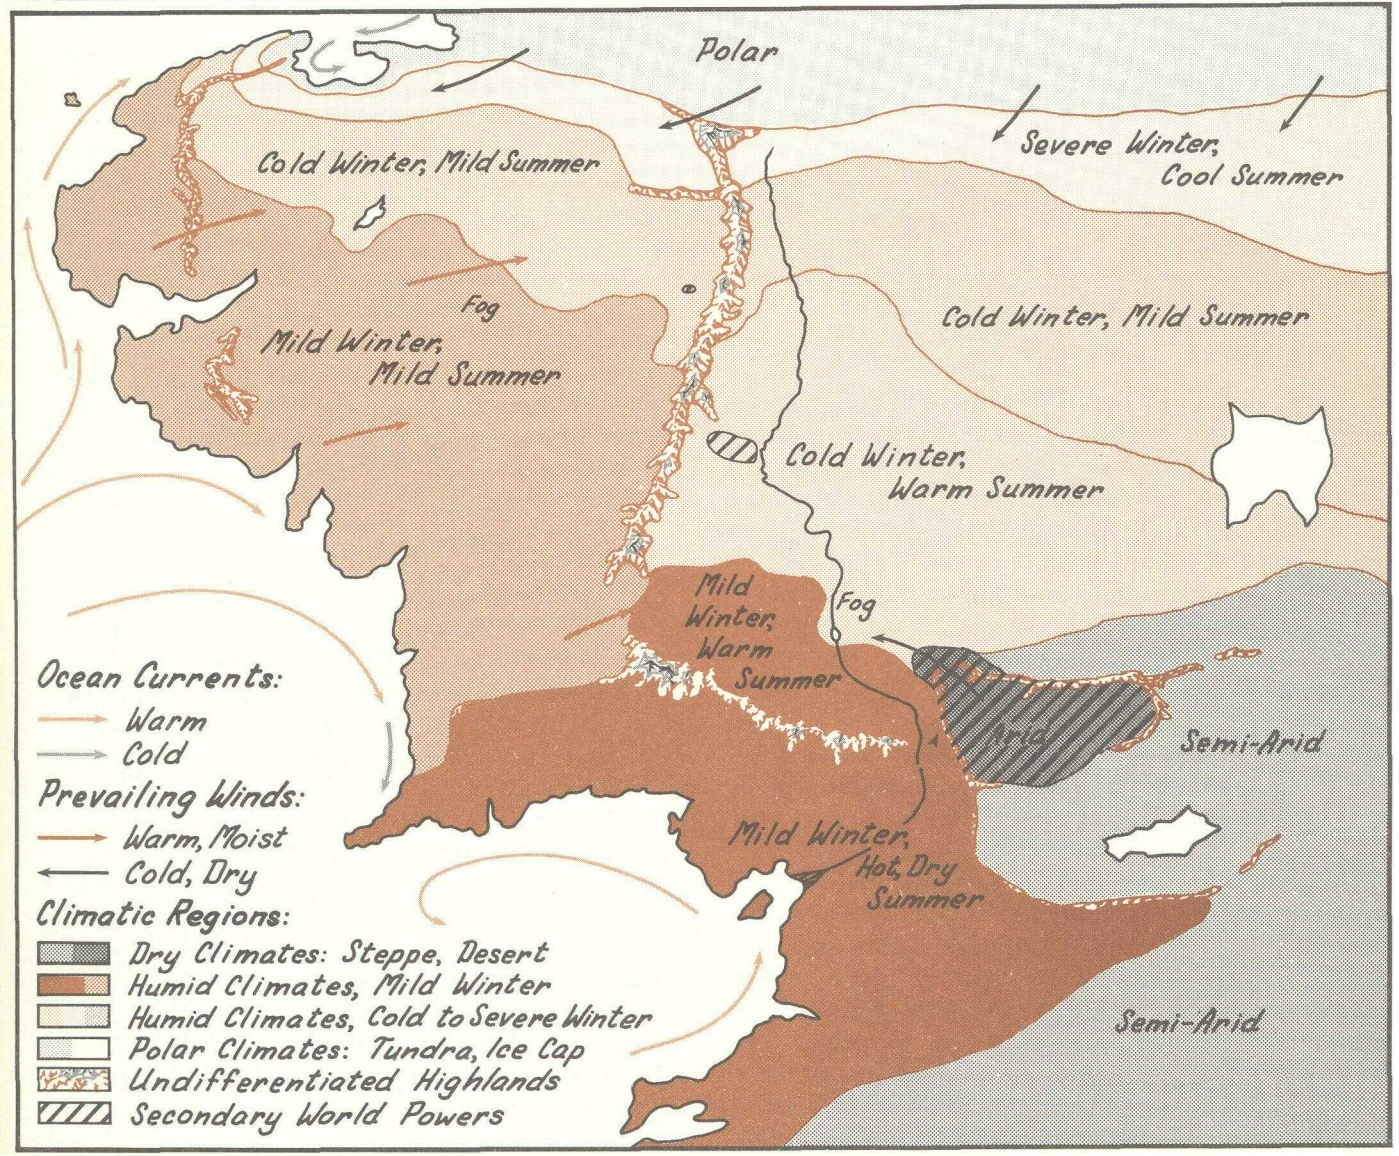 Polar
Severe Winter,
Cool Summer
Cold Winter, Mild Summer
Fog
Mild Winter,
Mild Summer
Cold Winter, Mild Summer
Cold Winter,
Warm Summer
Mild
Winter,
Warm
Summer
Fog
Arid
Semi-Arid
Mild Winter,
Hot, Dry
Summer
Semi-Arid
Ocean Currents:
Warm
Cold
Prevailing Winds:
Warm, Moist
Cold, Dry
Climatic Regions:
Dry Climates: Steppe, Desert
Humid Climates, Mild Winter
Humid Climates, Cold to Severe Winter
Polar Climates: Tundra, Ice Cap
Undifferentiated Highlands
Secondary World Powers